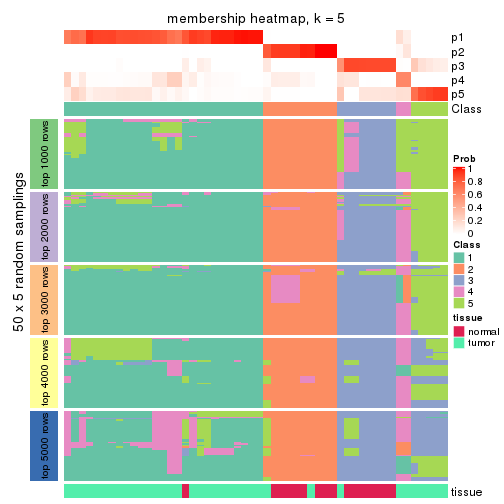 membership heatmap, k = 5
p1
p2
p3
p4
p5
Class
50 x 5 random samplings
top 1000 rows
top 2000 rows
top 3000 rows
top 4000 rows
top 5000 rows
tissue
Prob
1
0.8
0.6
0.4
0.2
0
Class
1
2
3
4
5
tissue
normal
tumor